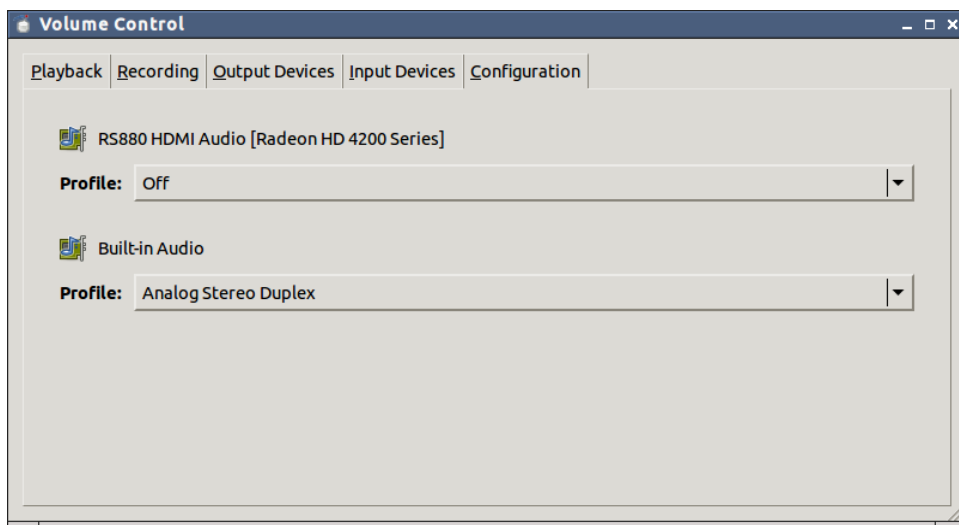 Volume Control
Playback Recording Output Devices Input Devices Configuration
RS880 HDMI Audio [Radeon HD 4200 Series]
Profile: Off
Built-in Audio
Profile: Analog Stereo Duplex